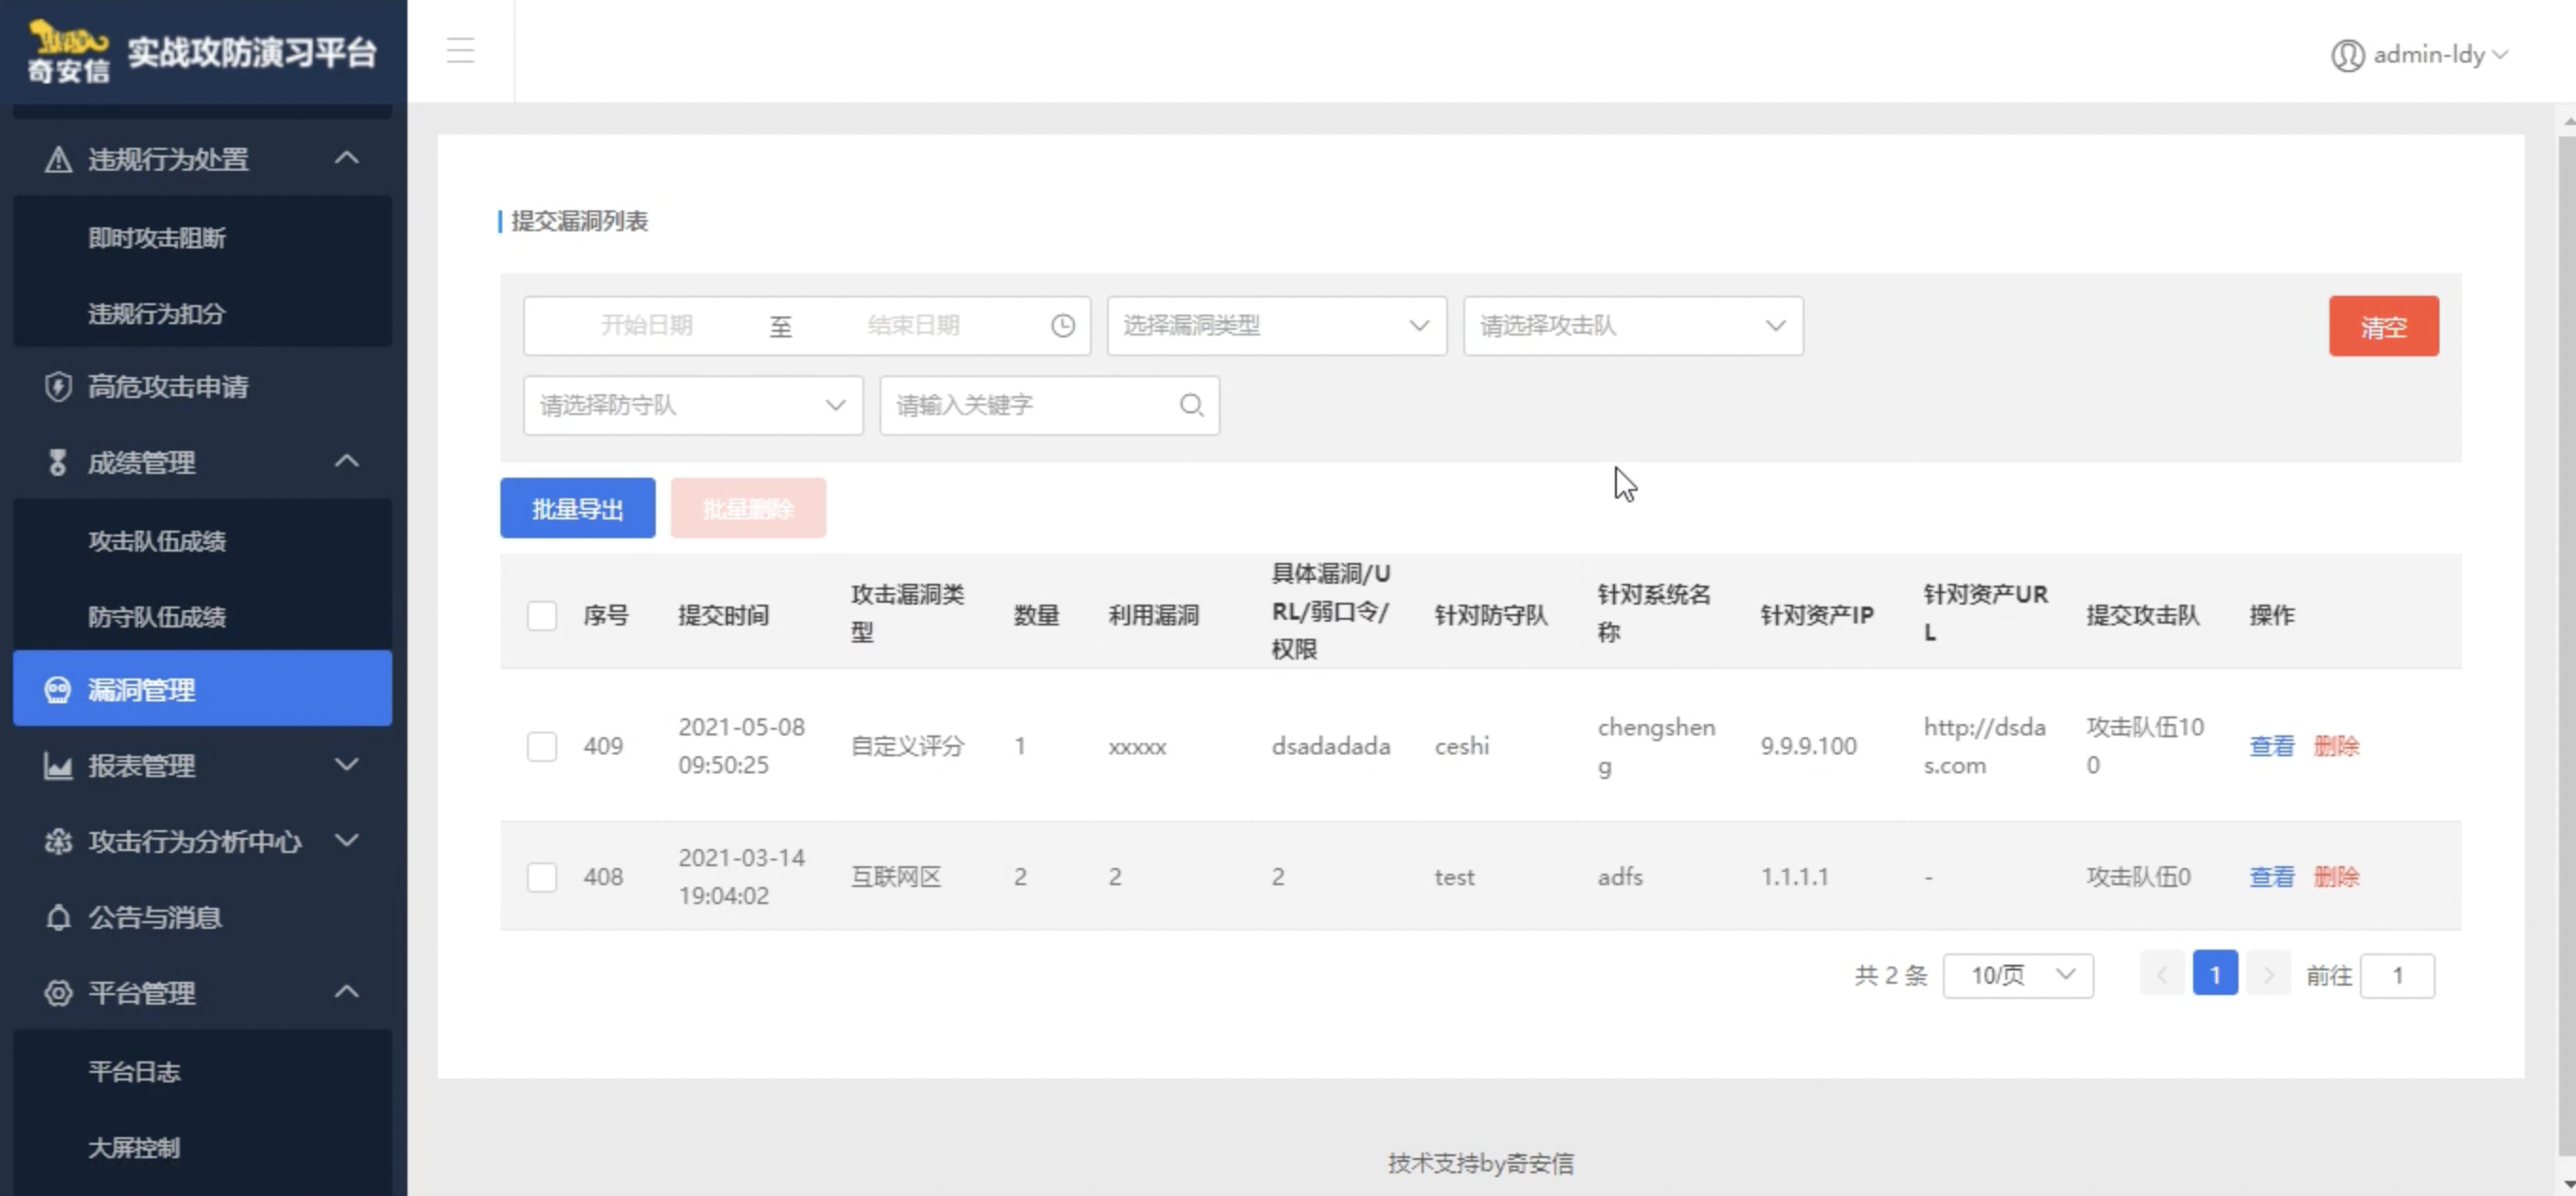 奇安信
实战攻防演习平台
admin-ldy
违规行为处置
即时攻击阻断
违规行为扣分
高危攻击申请
成绩管理
攻击队伍成绩
防守队伍成绩
漏洞管理
报表管理
攻击行为分析中心
公告与消息
平台管理
平台日志
大屏控制
提交漏洞列表
开始日期 至 结束日期 选择漏洞类型 请选择攻击队 清空
请选择防守队 请输入关键字
批量导出 批量删除
序号 提交时间 攻击漏洞类型 数量 利用漏洞 具体漏洞/URL/弱口令/权限 针对防守队 针对系统名称 针对资产IP 针对资产URL 提交攻击队 操作
409 2021-05-08 09:50:25 自定义评分 1 xxxxx dsadadada ceshi chengsheng 9.9.9.100 http://dsdas.com 攻击队伍100 查看 删除
408 2021-03-14 19:04:02 互联网区 2 2 2 test adfs 1.1.1.1 - 攻击队伍0 查看 删除
共 2 条 10/页 1 前往 1
技术支持by奇安信